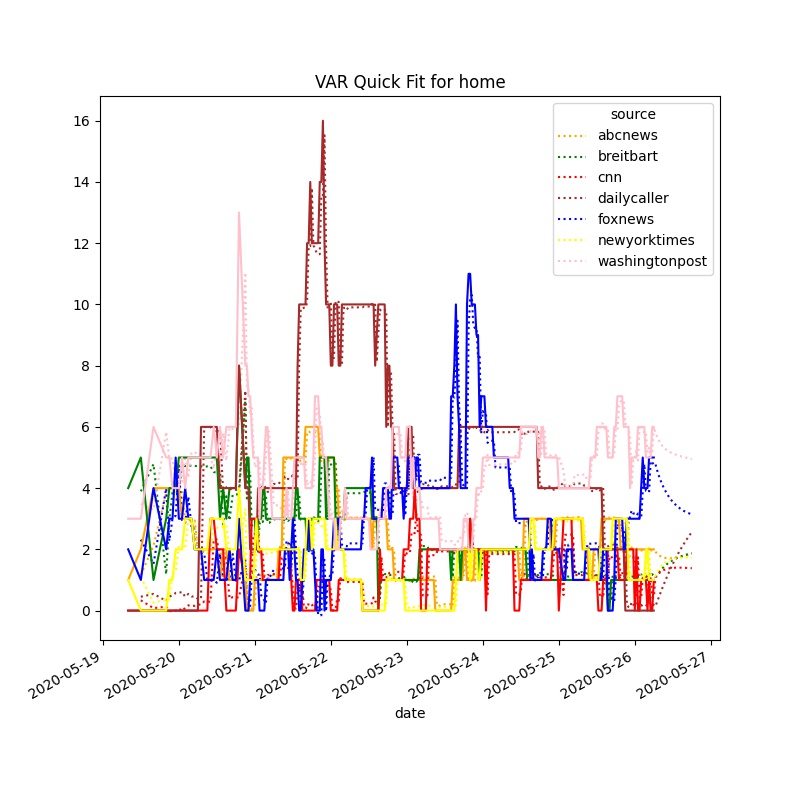 VAR Quick Fit for home
source
abcnews
breitbart
cnn
dailycaller
foxnews
newyorktimes
washingtonpost
16
14
12
10
8
6
4
2
0
2020-05-19
2020-05-20
2020-05-21
2020-05-22
2020-05-23
2020-05-24
2020-05-25
2020-05-26
2020-05-27
date